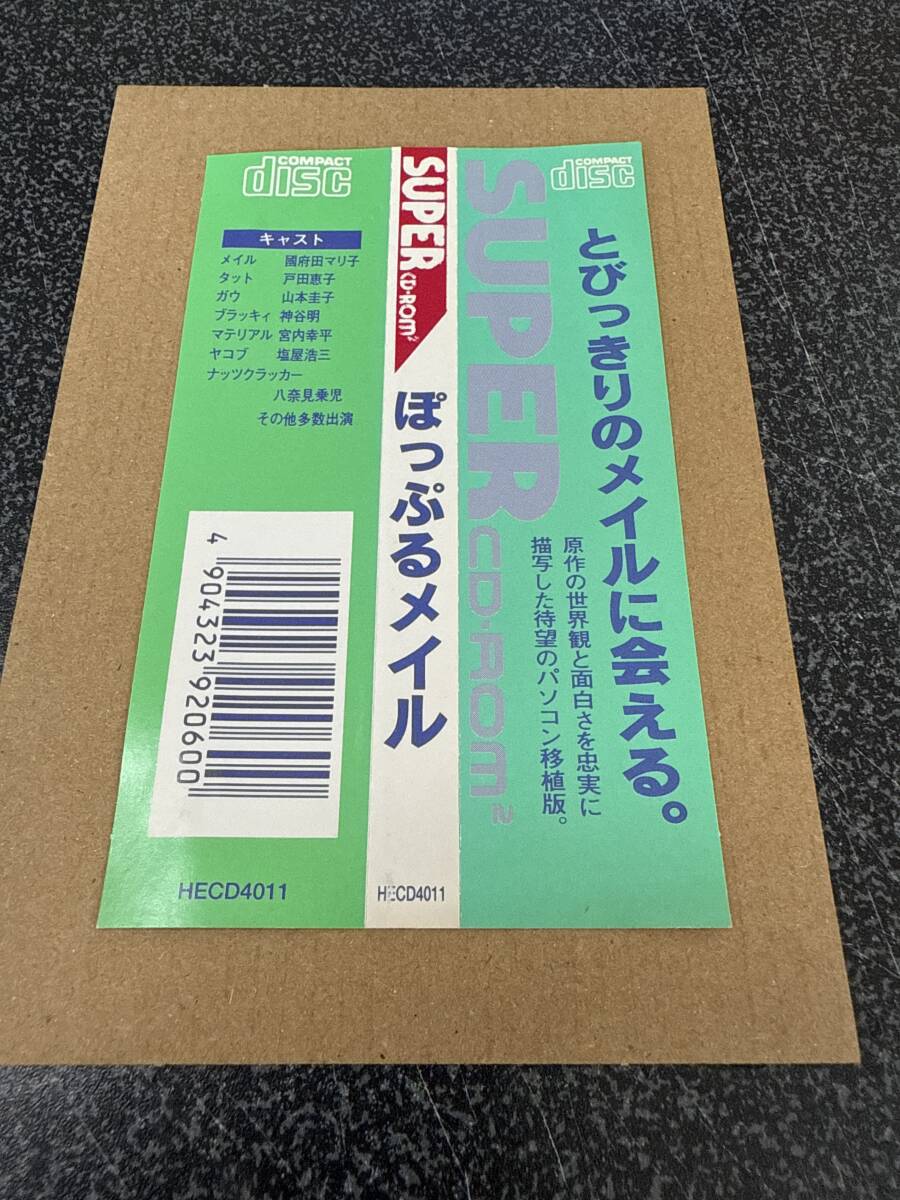 COMPACT
disc
キャスト
メイル 國府田マリ子
タット 戸田恵子
ガウ 山本圭子
ブラッキィ 神谷明
マテリアル 宮内幸平
ヤコブ 塩屋浩三
ナッツクラッカー
八奈見乗児
その他多数出演
4 904323 920600
HECD4011
SUPER
CD-ROM2
ぽっぷるメイル
HECD4011
COMPACT
disc
SUPER
CD-ROM2
とびっきりのメイルに会える。
原作の世界観と面白さを忠実に
描写した待望のパソコン移植版。